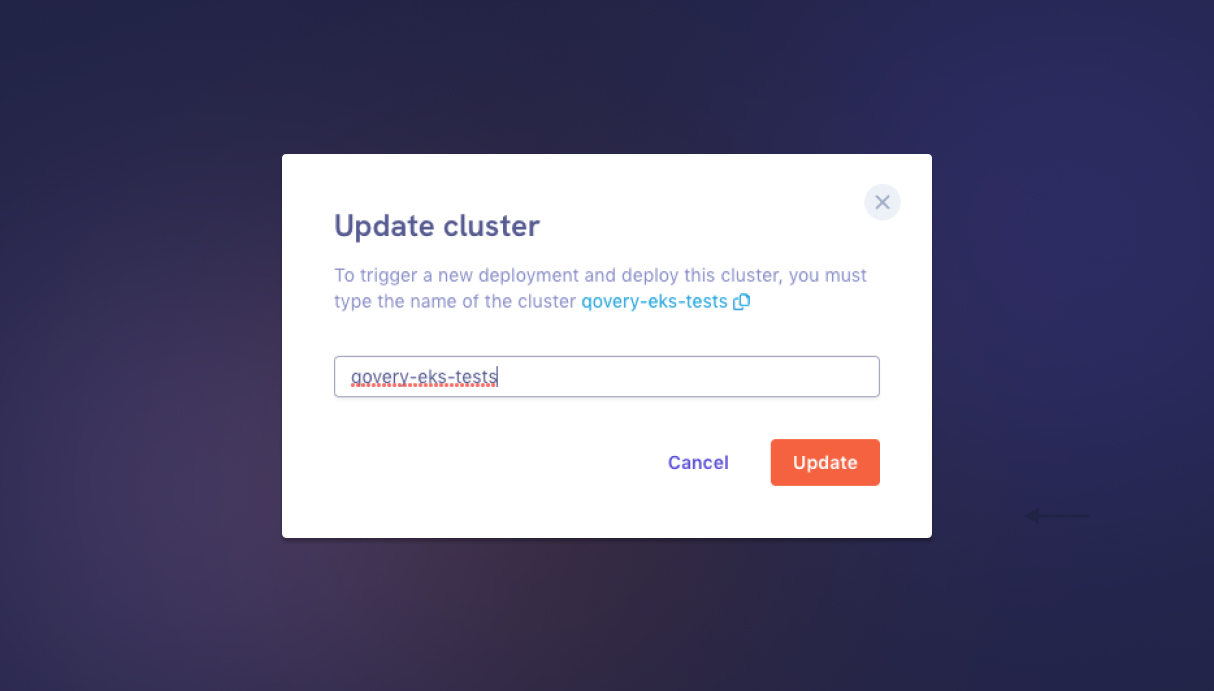 Update cluster
To trigger a new deployment and deploy this cluster, you must
type the name of the cluster qovery-eks-tests
qovery-eks-tests
Cancel
Update